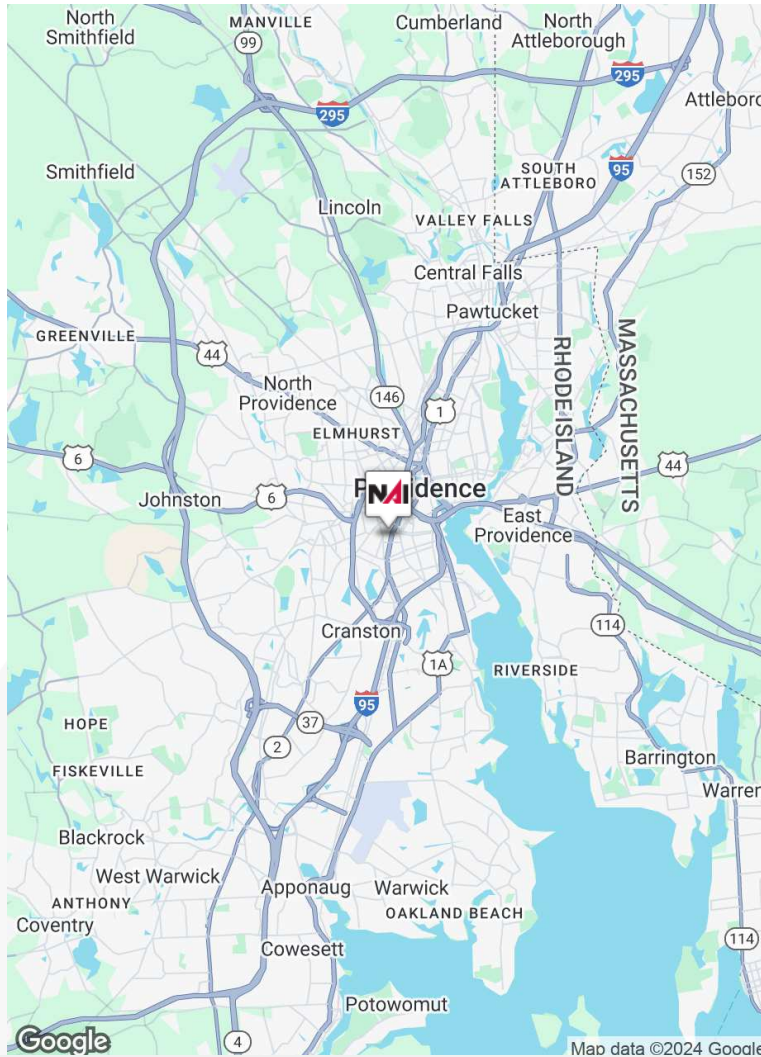 North
Smithfield
MANVILLE
99
Cumberland
North
Attleborough
295
295
Attleboro
Smithfield
SOUTH
ATTLEBORO
95
152
Lincoln
VALLEY FALLS
Central Falls
Pawtucket
GREENVILLE
44
RHODE ISLAND
MASSACHUSETTS
North
Providence
146
1
ELMHURST
6
44
6
NAI
Johnston
East
Providence
114
Cranston
1A
RIVERSIDE
95
HOPE
37
2
Barrington
FISKEVILLE
Warren
Blackrock
West Warwick
Apponaug
Warwick
ANTHONY
OAKLAND BEACH
Coventry
114
Cowesett
Potowomut
4
Google
Map data ©2024 Google